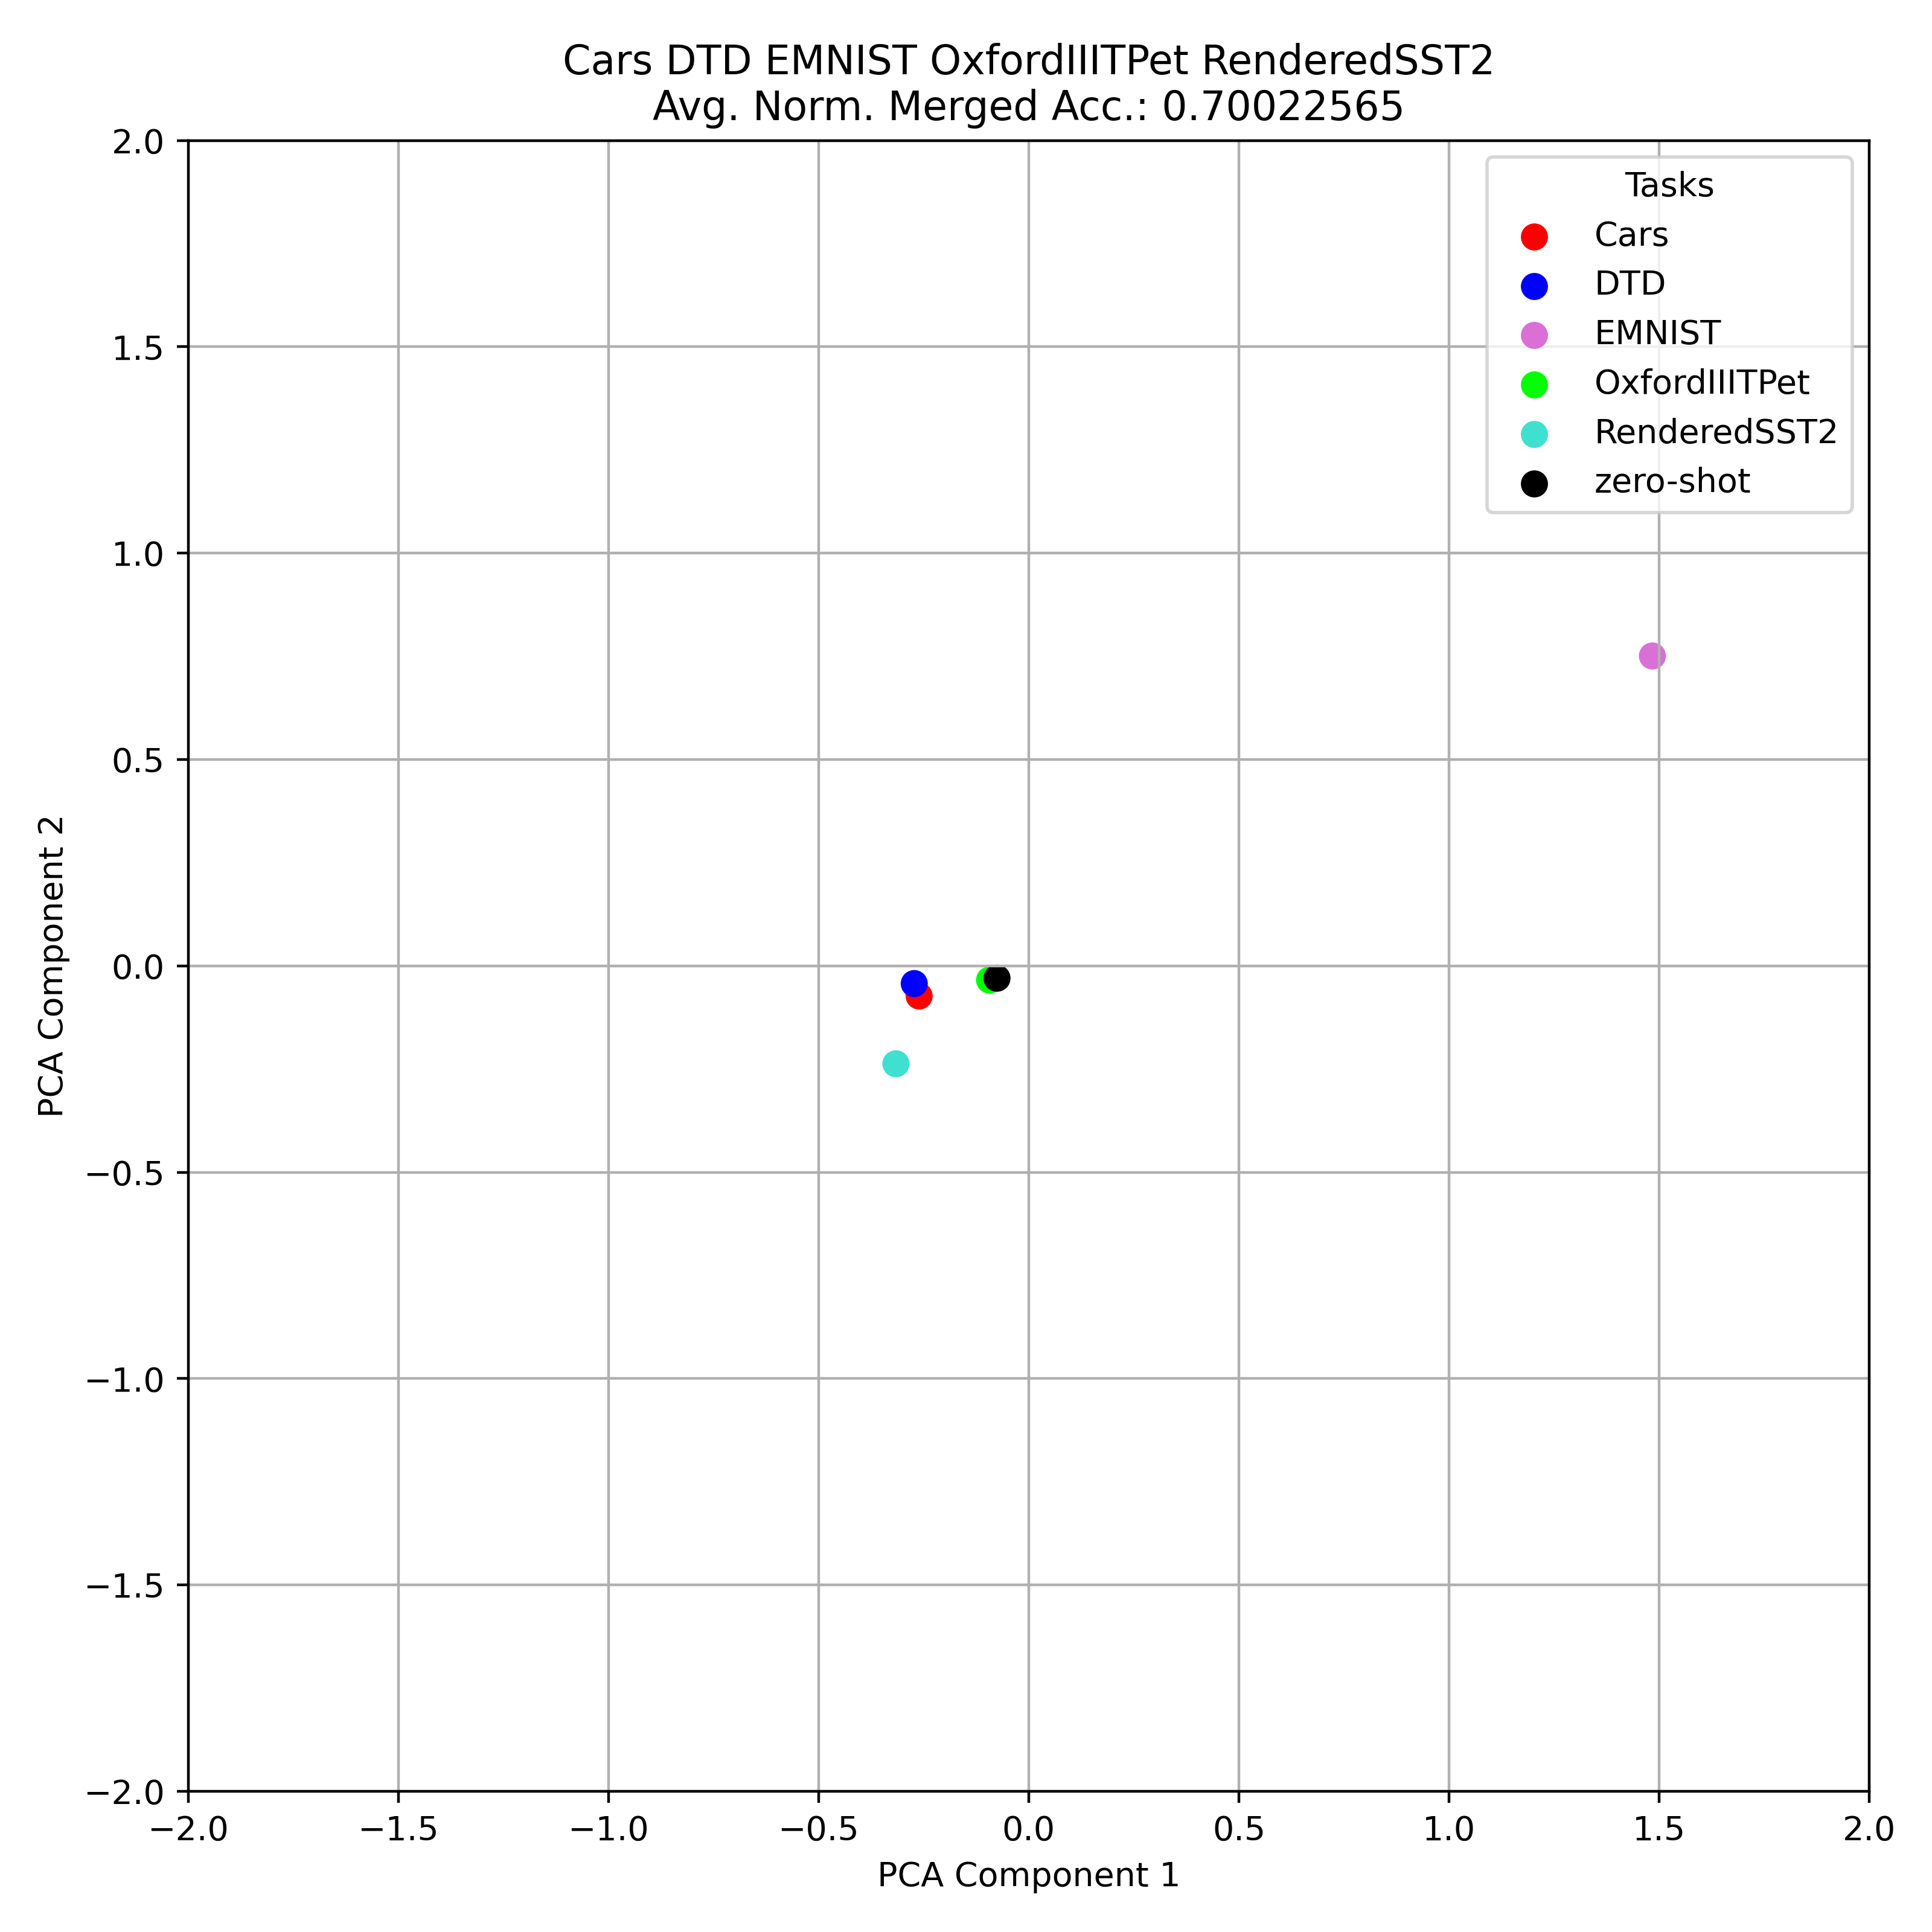 Cars DTD EMNIST OxfordIIITPet RenderedSST2
Avg. Norm. Merged Acc.: 0.70022565
Tasks
Cars
DTD
EMNIST
OxfordIIITPet
RenderedSST2
zero-shot
2.0
1.5
1.0
0.5
0.0
−0.5
−1.0
−1.5
−2.0
PCA Component 2
−2.0 −1.5 −1.0 −0.5 0.0 0.5 1.0 1.5 2.0
PCA Component 1